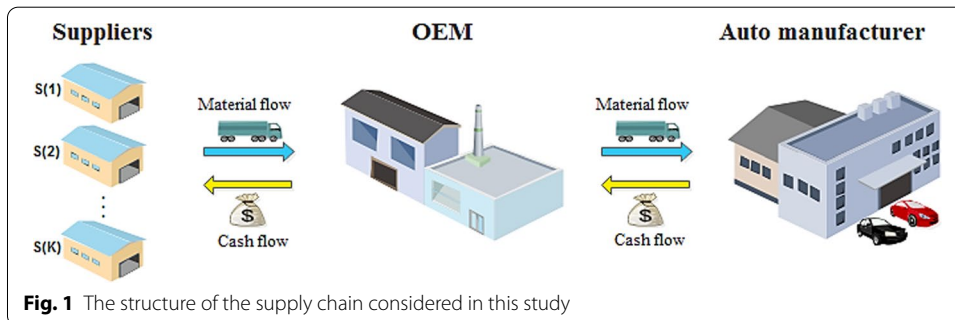 Suppliers
OEM
Auto manufacturer
S(1)
S(2)
S(K)
Material flow
$
Cash flow
Material flow
$
Cash flow
Fig. 1 The structure of the supply chain considered in this study